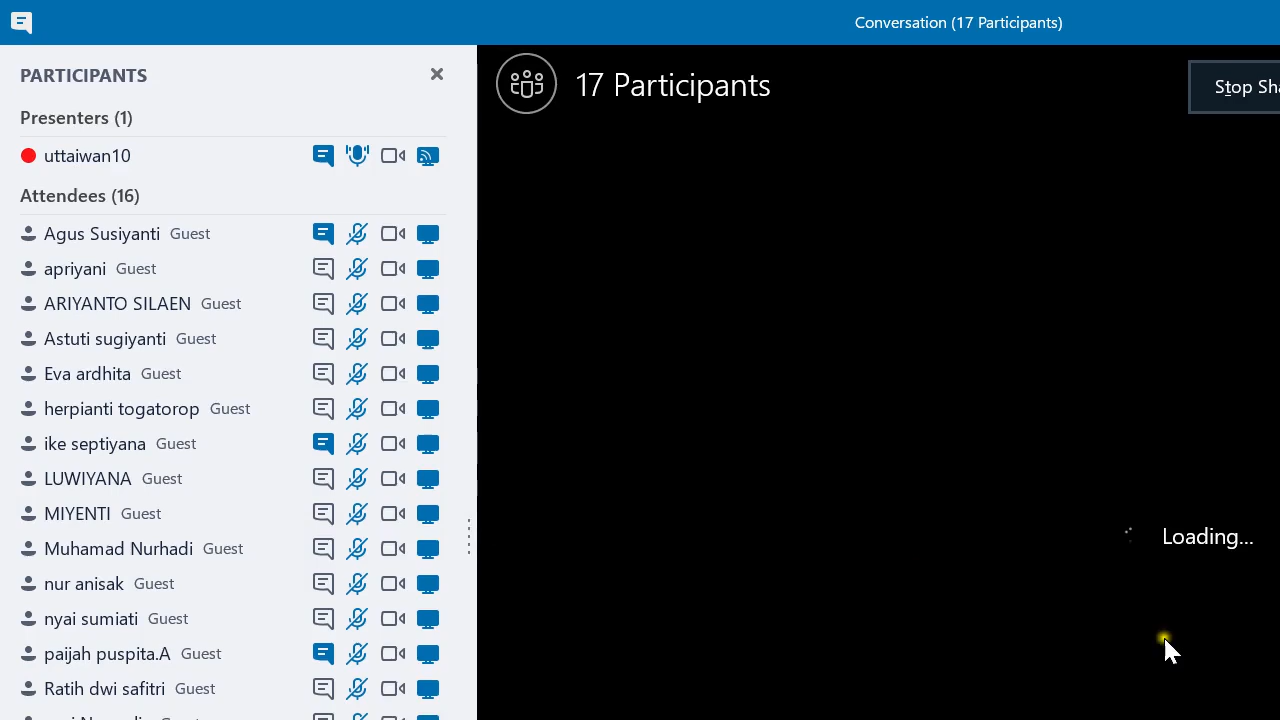 Conversation (17 Participants)
PARTICIPANTS
Presenters (1)
uttaiwan10
Attendees (16)
Agus Susiyanti Guest
apriyani Guest
ARIYANTO SILAEN Guest
Astuti sugiyanti Guest
Eva ardhita Guest
herpianti togatorop Guest
ike septiyana Guest
LUWIYANA Guest
MIYENTI Guest
Muhamad Nurhadi Guest
nur anisak Guest
nyai sumiati Guest
paijah puspita.A Guest
Ratih dwi safitri Guest
17 Participants
Stop Sha
Loading...